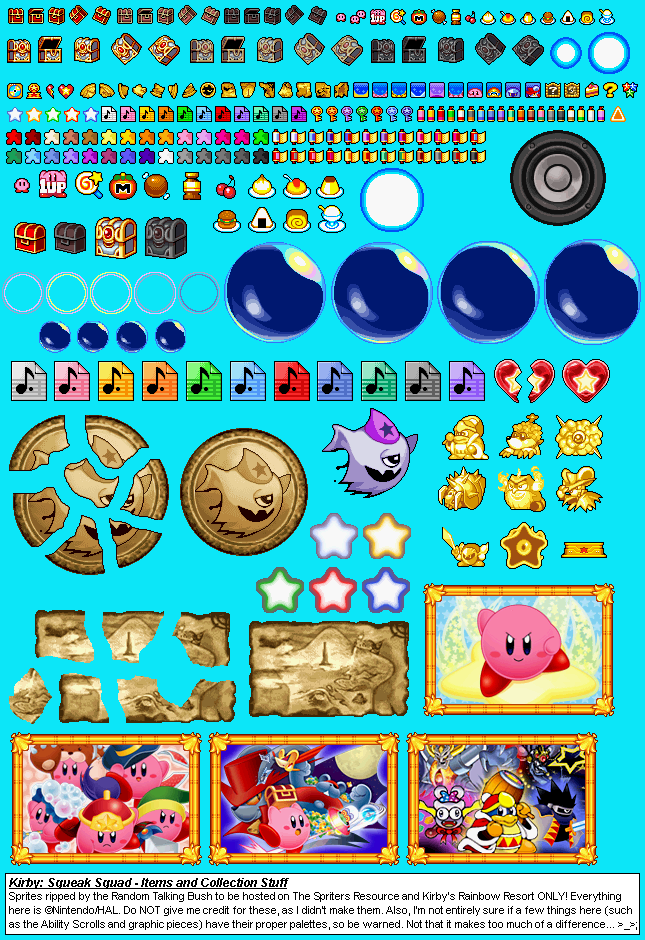 1UP
M
?
1UP
M
Kirby: Squeak Squad - Items and Collection Stuff
Sprites ripped by the Random Talking Bush to be hosted on The Spriters Resource and Kirby's Rainbow Resort ONLY! Everything
here is ©Nintendo/HAL. Do NOT give me credit for these, as I didn't make them. Also, I'm not entirely sure if a few things here (such
as the Ability Scrolls and graphic pieces) have their proper palettes, so be warned. Not that it makes too much of a difference... >_>;